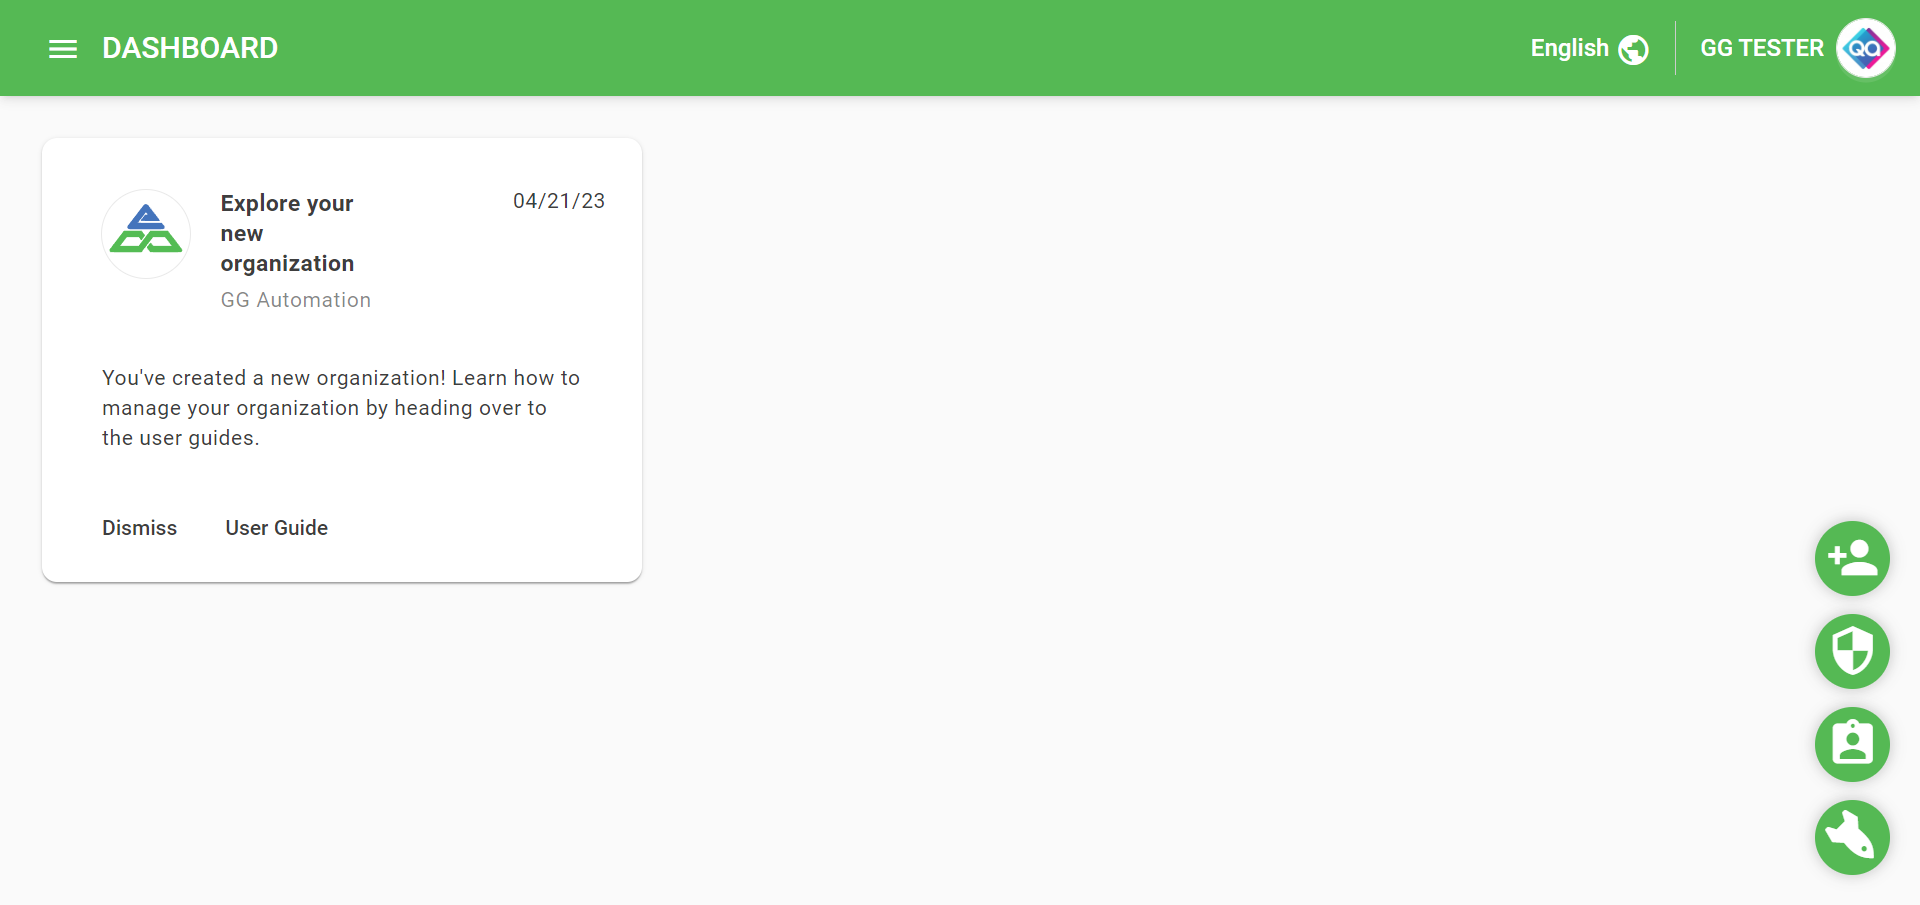 DASHBOARD
English
GG TESTER
QA
Explore your
new
organization
04/21/23
GG Automation
You've created a new organization! Learn how to
manage your organization by heading over to
the user guides.
Dismiss
User Guide